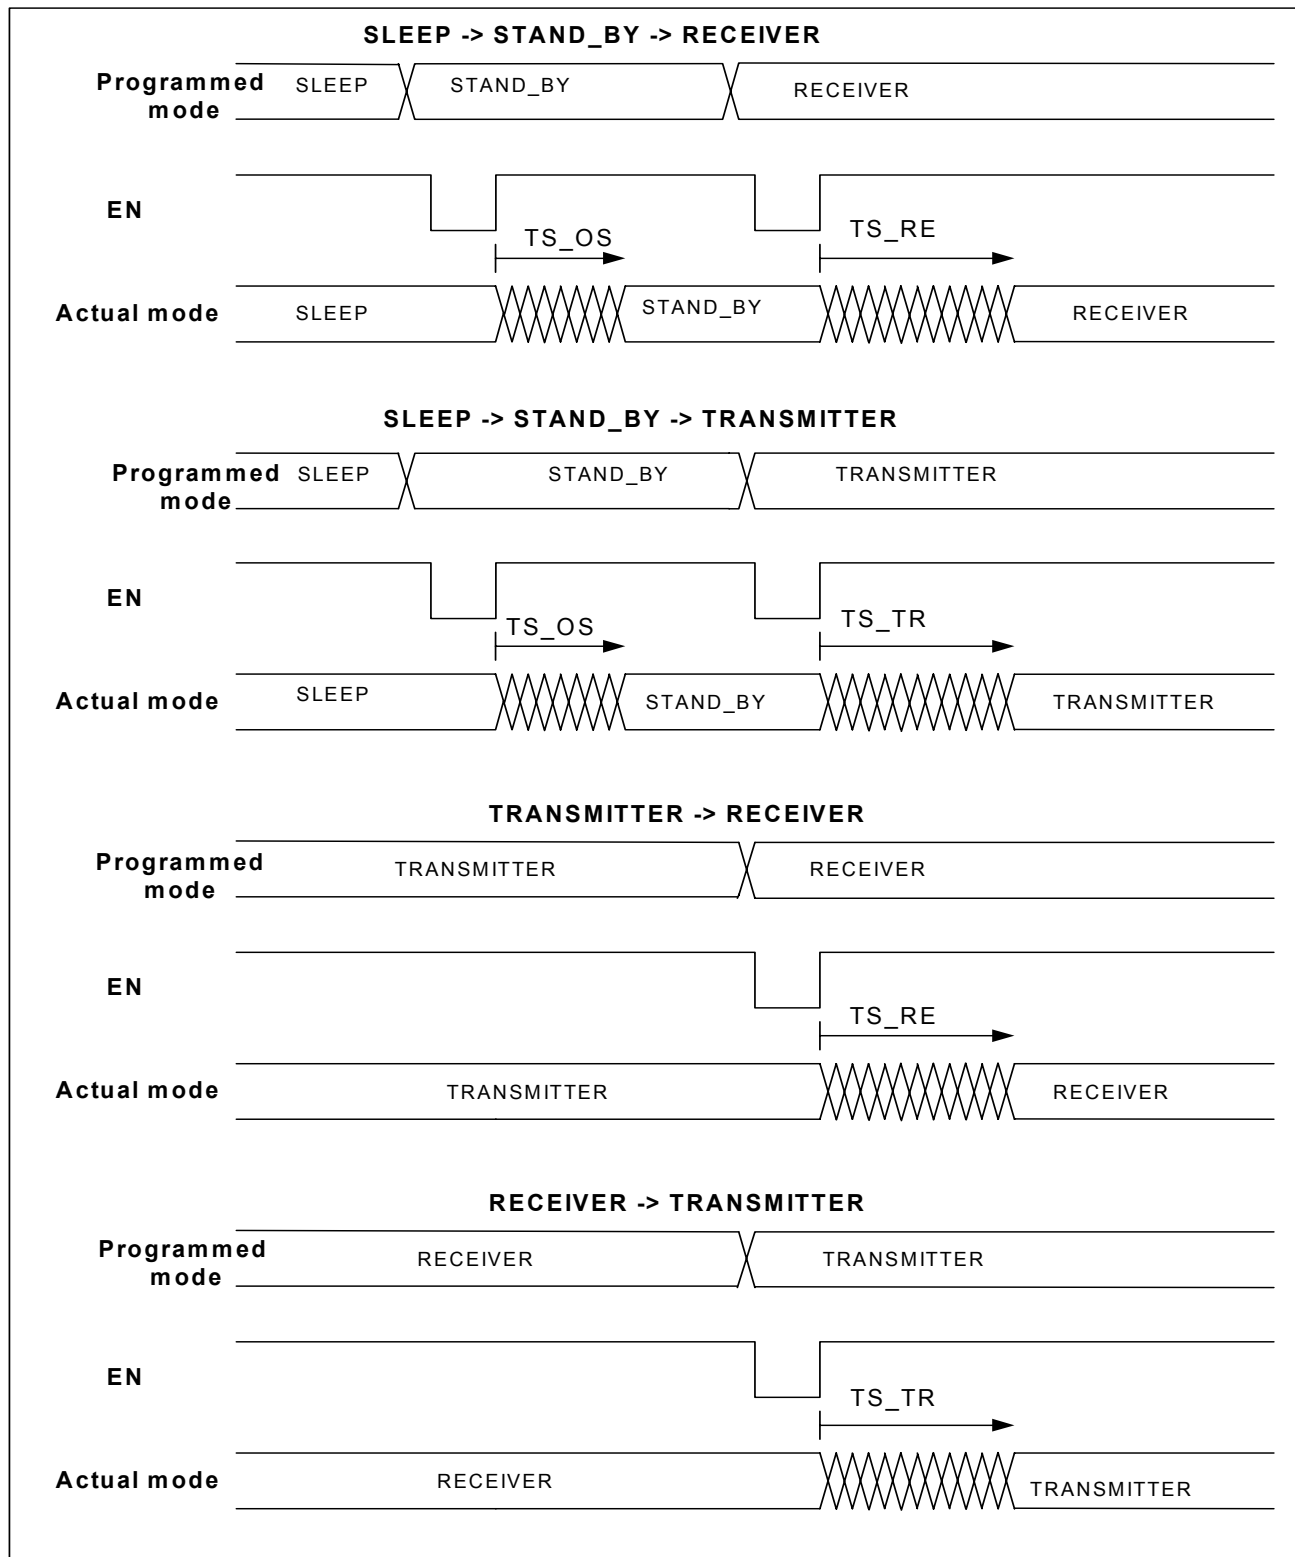 SLEEP -> STAND_BY -> RECEIVER
Programmed mode
SLEEP
STAND_BY
RECEIVER
EN
TS_OS
TS_RE
Actual mode
SLEEP
STAND_BY
RECEIVER
SLEEP -> STAND_BY -> TRANSMITTER
Programmed mode
SLEEP
STAND_BY
TRANSMITTER
EN
TS_OS
TS_TR
Actual mode
SLEEP
STAND_BY
TRANSMITTER
TRANSMITTER -> RECEIVER
Programmed mode
TRANSMITTER
RECEIVER
EN
TS_RE
Actual mode
TRANSMITTER
RECEIVER
RECEIVER -> TRANSMITTER
Programmed mode
RECEIVER
TRANSMITTER
EN
TS_TR
Actual mode
RECEIVER
TRANSMITTER